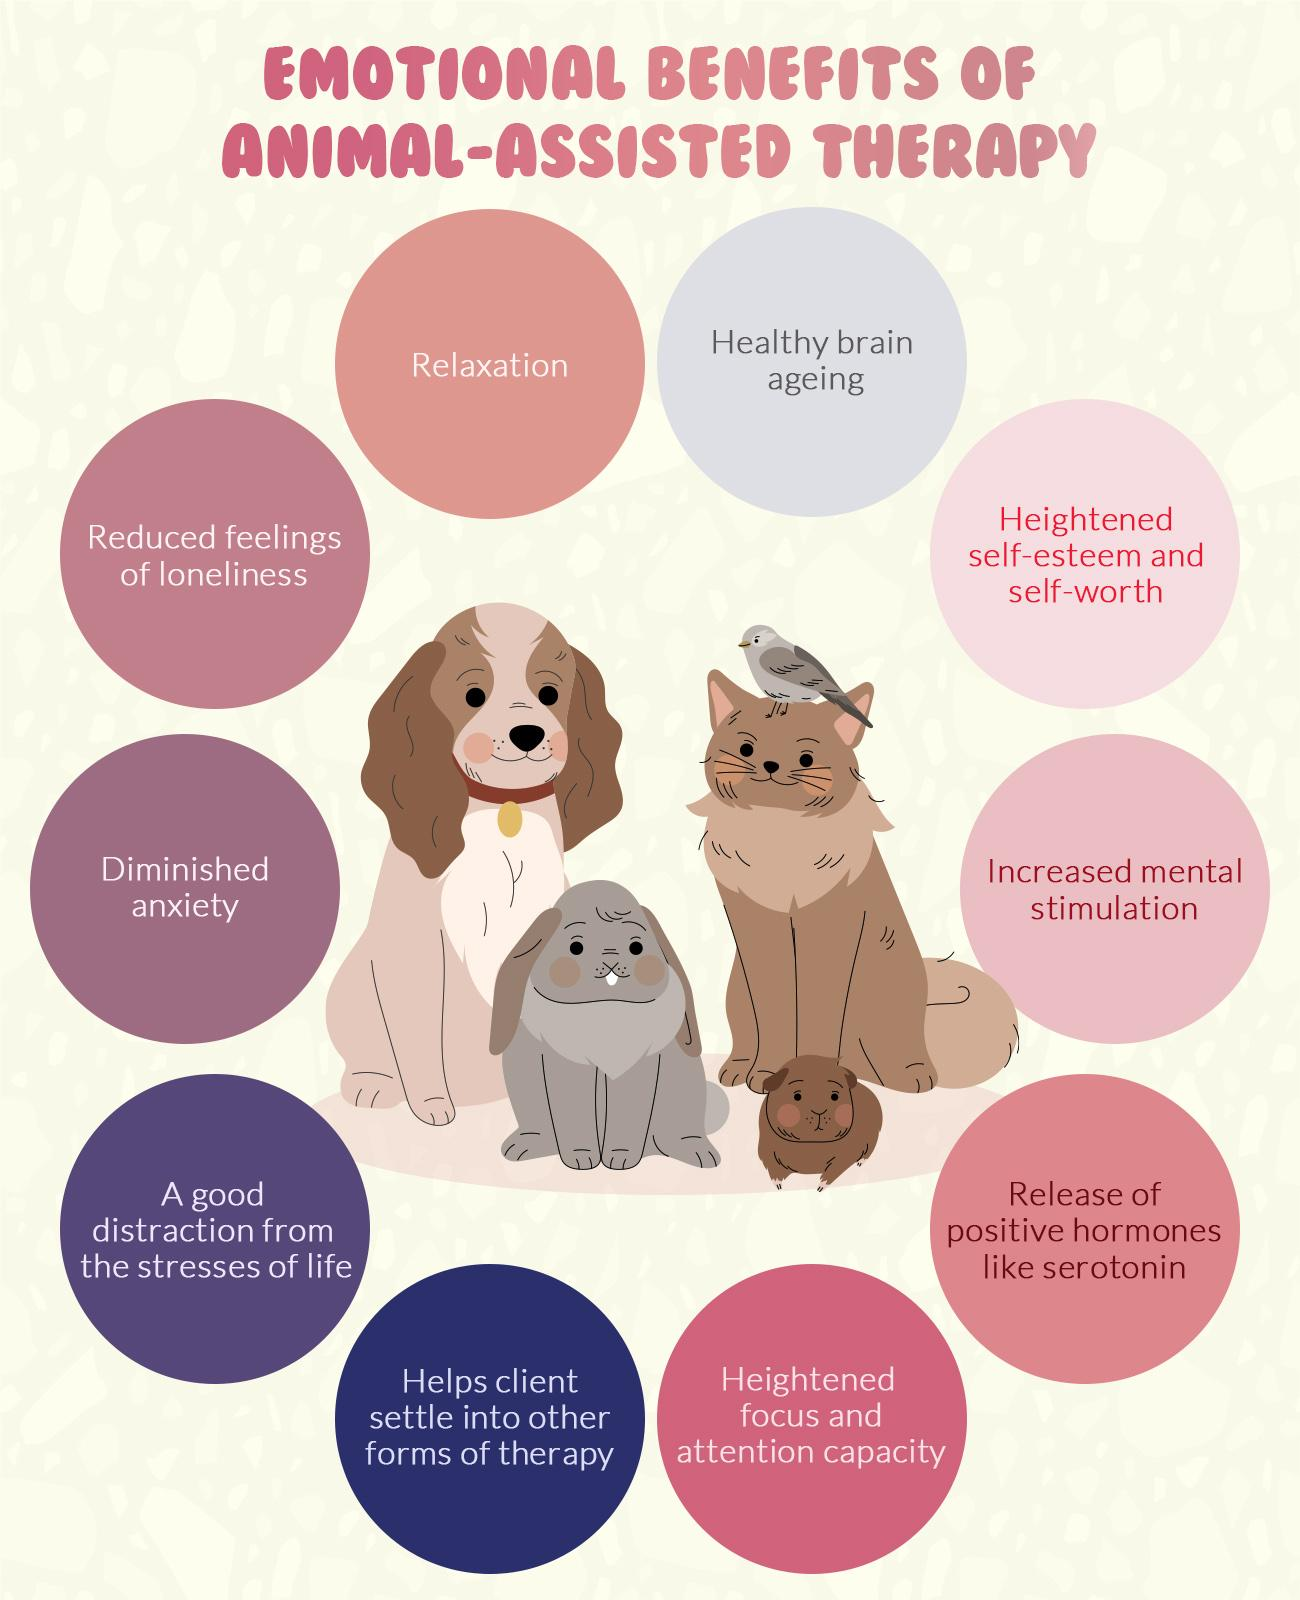 EMOTIONAL BENEFITS OF
ANIMAL-ASSISTED THERAPY
Relaxation
Healthy brain
ageing
Reduced feelings
of loneliness
Heightened
self-esteem and
self-worth
Diminished
anxiety
Increased mental
stimulation
A good
distraction from
the stresses of life
Release of
positive hormones
like serotonin
Helps client
settle into other
forms of therapy
Heightened
focus and
attention capacity